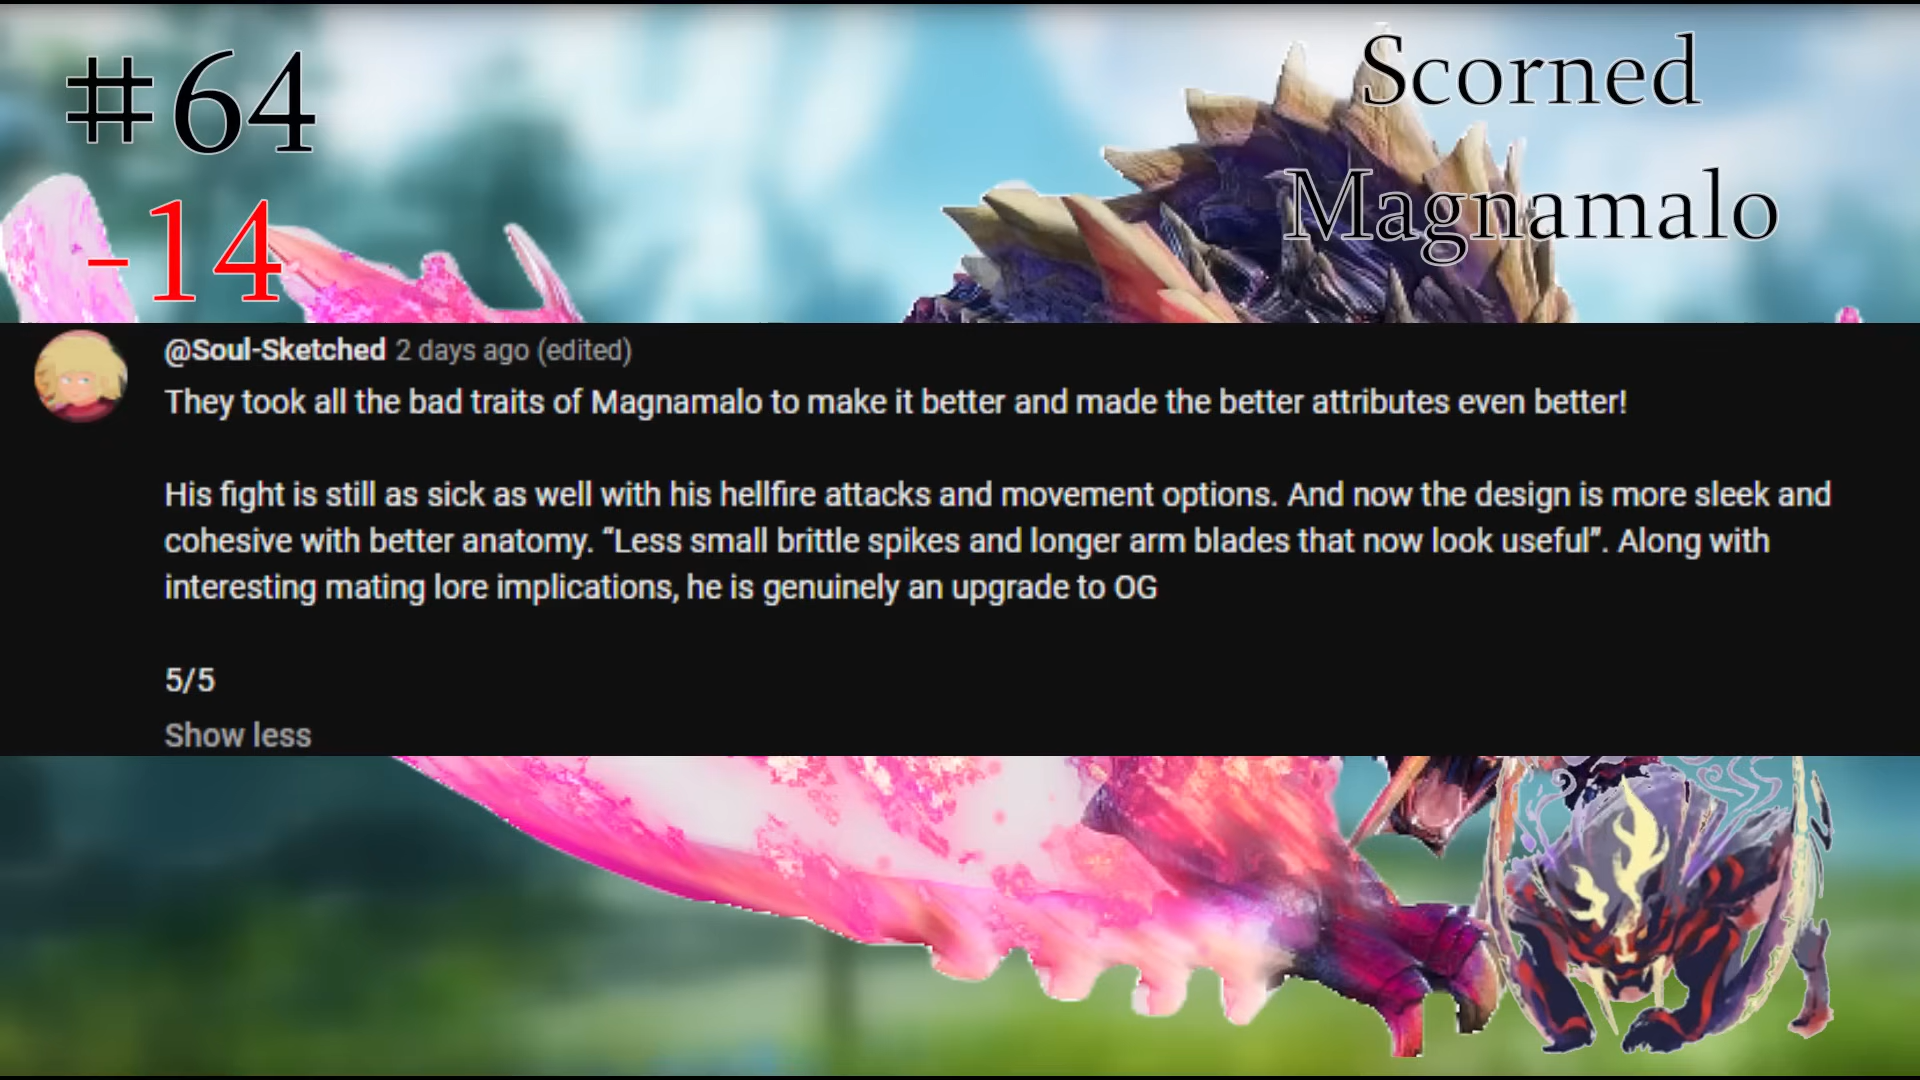 #64
Scorned
-14
Magnamalo
@Soul-Sketched 2 days ago (edited)
They took all the bad traits of Magnamalo to make it better and made the better attributes even better!
His fight is still as sick as well with his hellfire attacks and movement options. And now the design is more sleek and
cohesive with better anatomy. “Less small brittle spikes and longer arm blades that now look useful”. Along with
interesting mating lore implications, he is genuinely an upgrade to OG
5/5
Show less